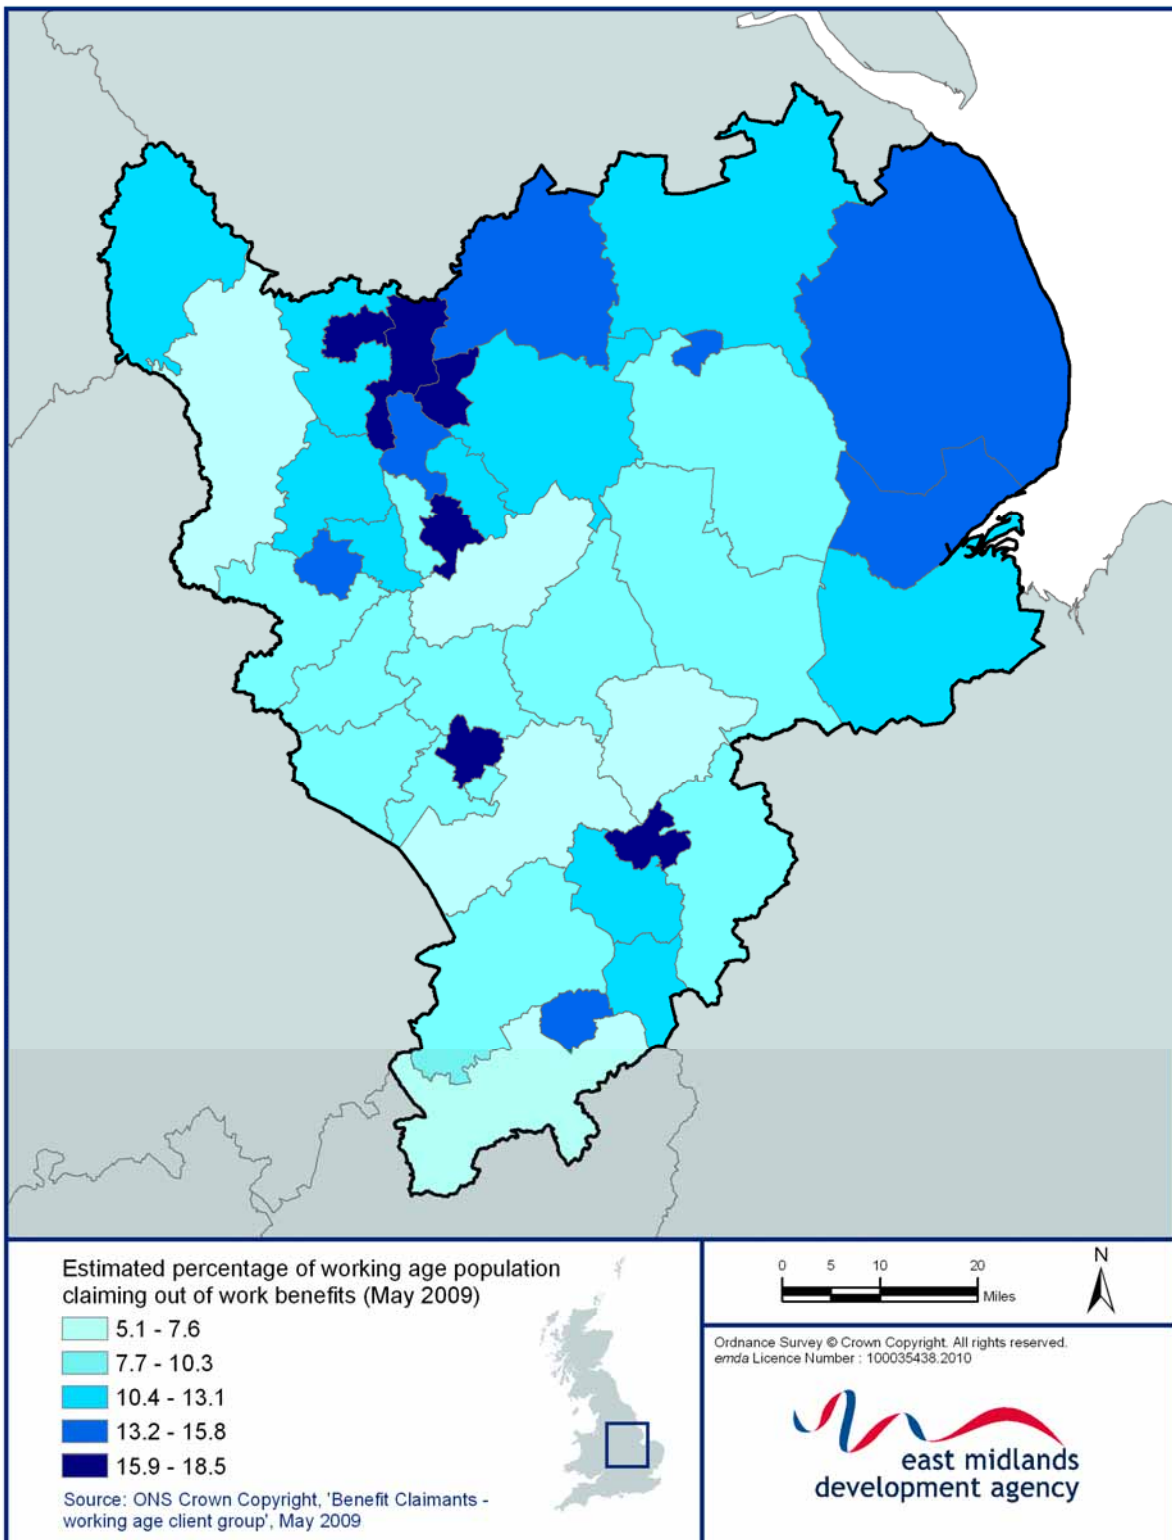 Estimated percentage of working age population
claiming out of work benefits (May 2009)
5.1 - 7.6
7.7 - 10.3
10.4 - 13.1
13.2 - 15.8
15.9 - 18.5
Source: ONS Crown Copyright, 'Benefit Claimants -
working age client group', May 2009
0 5 10 20
Miles
N
Ordnance Survey © Crown Copyright. All rights reserved.
emda Licence Number : 100035438.2010
east midlands
development agency